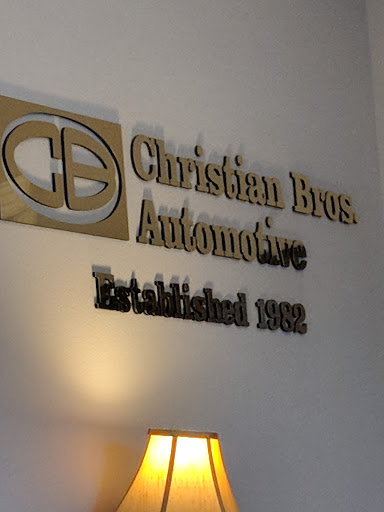 CB
Christian Bros.
Automotive
Established 1982